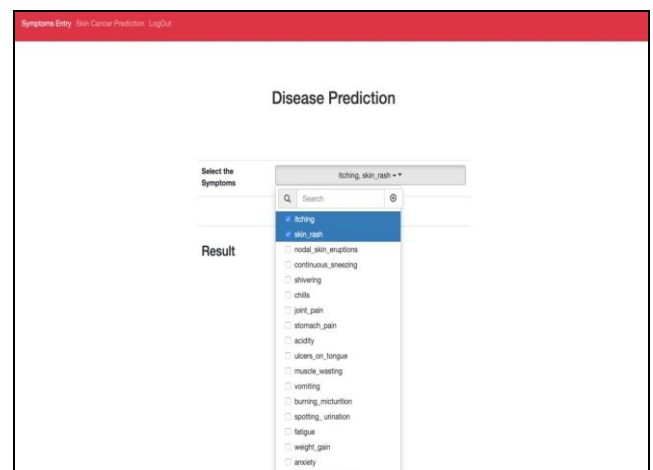 Symptoms Entry Skin Cancer Prediction LogOut
Disease Prediction
Select the
Symptoms
itching, skin_rash
Search
itching
skin_rash
Result
nodal_skin_eruptions
continuous_sneezing
shivering
chills
joint_pain
stomach_pain
acidity
ulcers_on_tongue
muscle_wasting
vomiting
burning_micturition
spotting_ urination
fatigue
weight_gain
anxiety